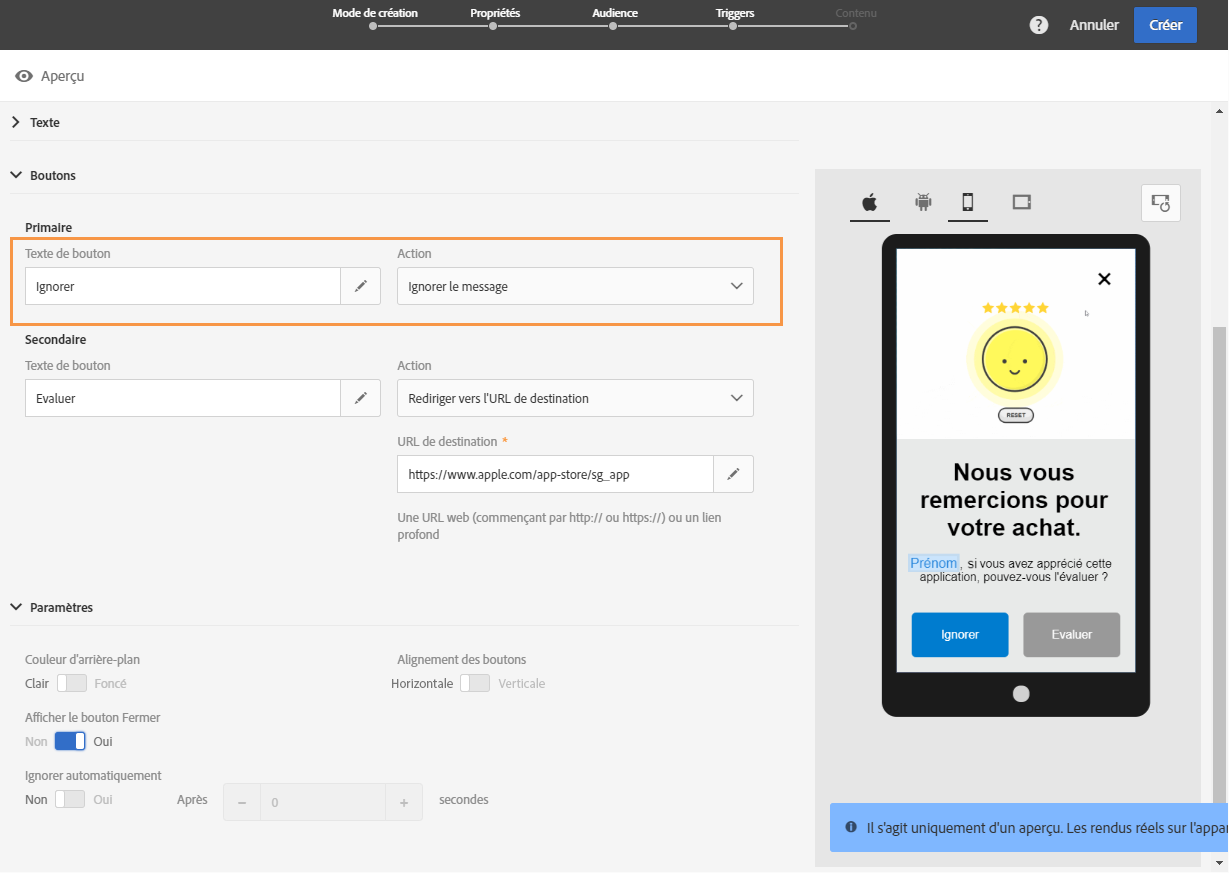 Mode de création
Propriétés
Audience
Triggers
Contenu
?
Annuler
Créer
Aperçu
Texte
Boutons
Primaire
Texte de bouton
Action
Ignorer
Ignorer le message
Secondaire
Texte de bouton
Action
Evaluer
Rediriger vers l'URL de destination
URL de destination *
https://www.apple.com/app-store/sg_app
Une URL web (commençant par http:// ou https://) ou un lien
profond
Paramètres
Couleur d'arrière-plan
Alignement des boutons
Clair
Foncé
Horizontale
Verticale
Afficher le bouton Fermer
Non
Oui
Ignorer automatiquement
Non
Oui
Après
− 0 +
secondes
RESET
Nous vous
remercions pour
votre achat.
Prénom, si vous avez apprécié cette
application, pouvez-vous l'évaluer ?
Ignorer
Evaluer
Il s'agit uniquement d'un aperçu. Les rendus réels sur l'appar